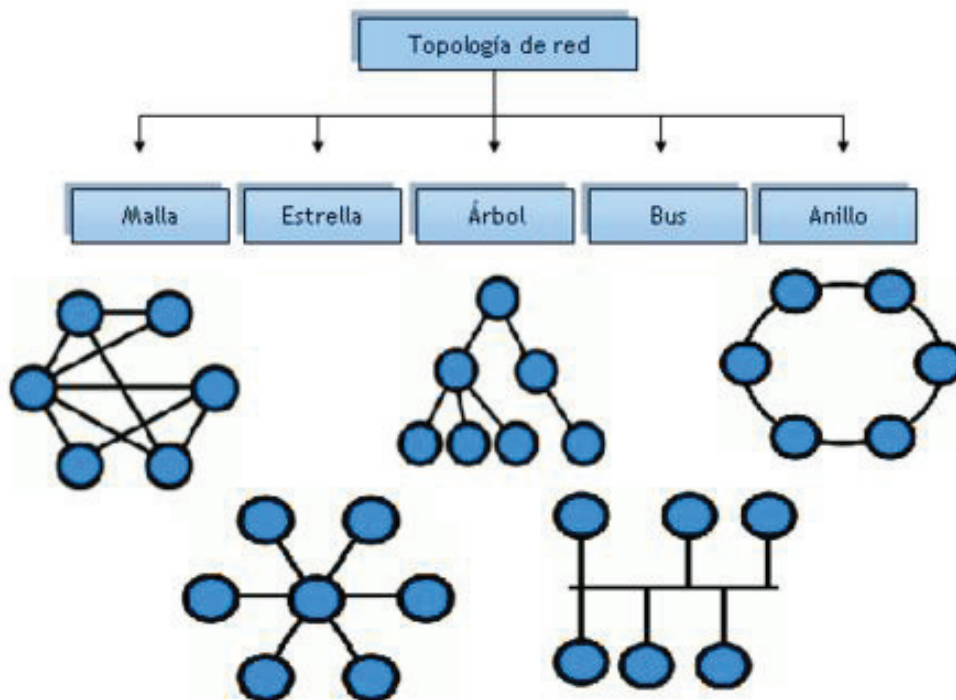 Topología de red
Malla
Estrella
Árbol
Bus
Anillo